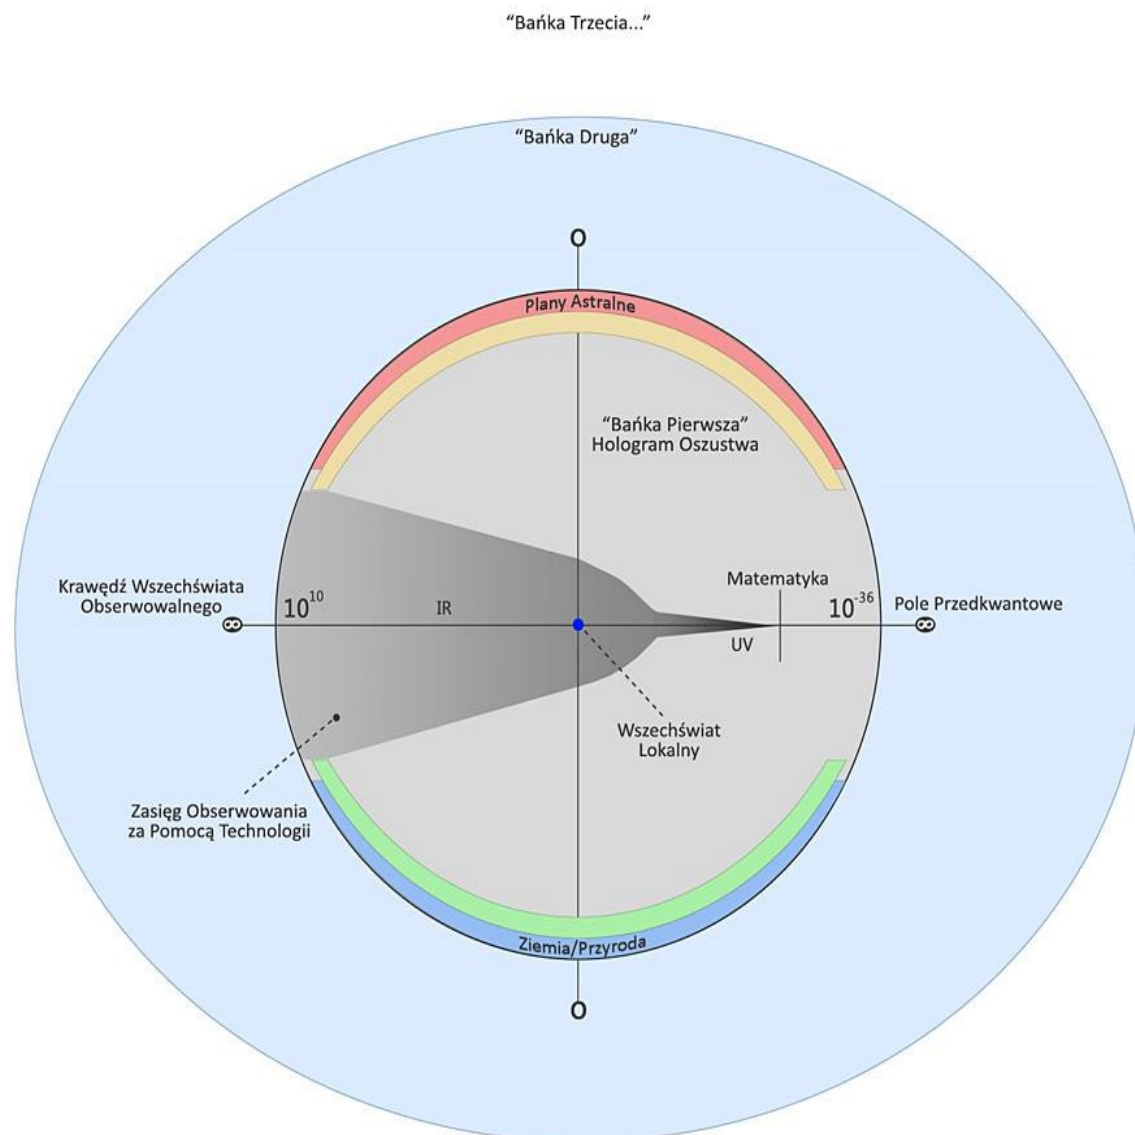 “Bańka Trzecia...”
“Bańka Druga”
O
Plany Astralne
“Bańka Pierwsza”
Hologram Oszustwa
Krawędź Wszechświata
Obserwowalnego
∞
10^10
IR
Matematyka
10^-36
UV
∞
Pole Przedkwantowe
Wszechświat
Lokalny
Zasięg Obserwowania
za Pomocą Technologii
Ziemia/Przyroda
O